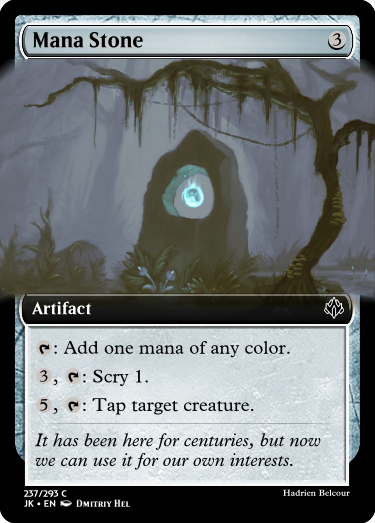 Mana Stone 3
Artifact
: Add one mana of any color.
3, : Scry 1.
5, : Tap target creature.
It has been here for centuries, but now
we can use it for our own interests.
237/293 C
JK • EN Dmitriy Hel
Hadrien Belcour